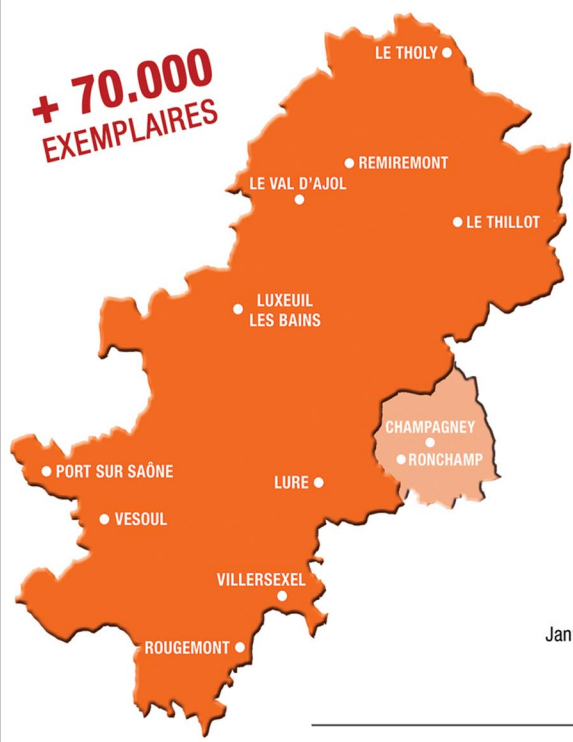 + 70.000
EXEMPLAIRES
LE THOLY
REMIREMONT
LE VAL D'AJOL
LE THILLOT
LUXEUIL
LES BAINS
CHAMPAGNEY
RONCHAMP
PORT SUR SAÔNE
LURE
VESOUL
VILLERSEXEL
ROUGEMONT
Jan